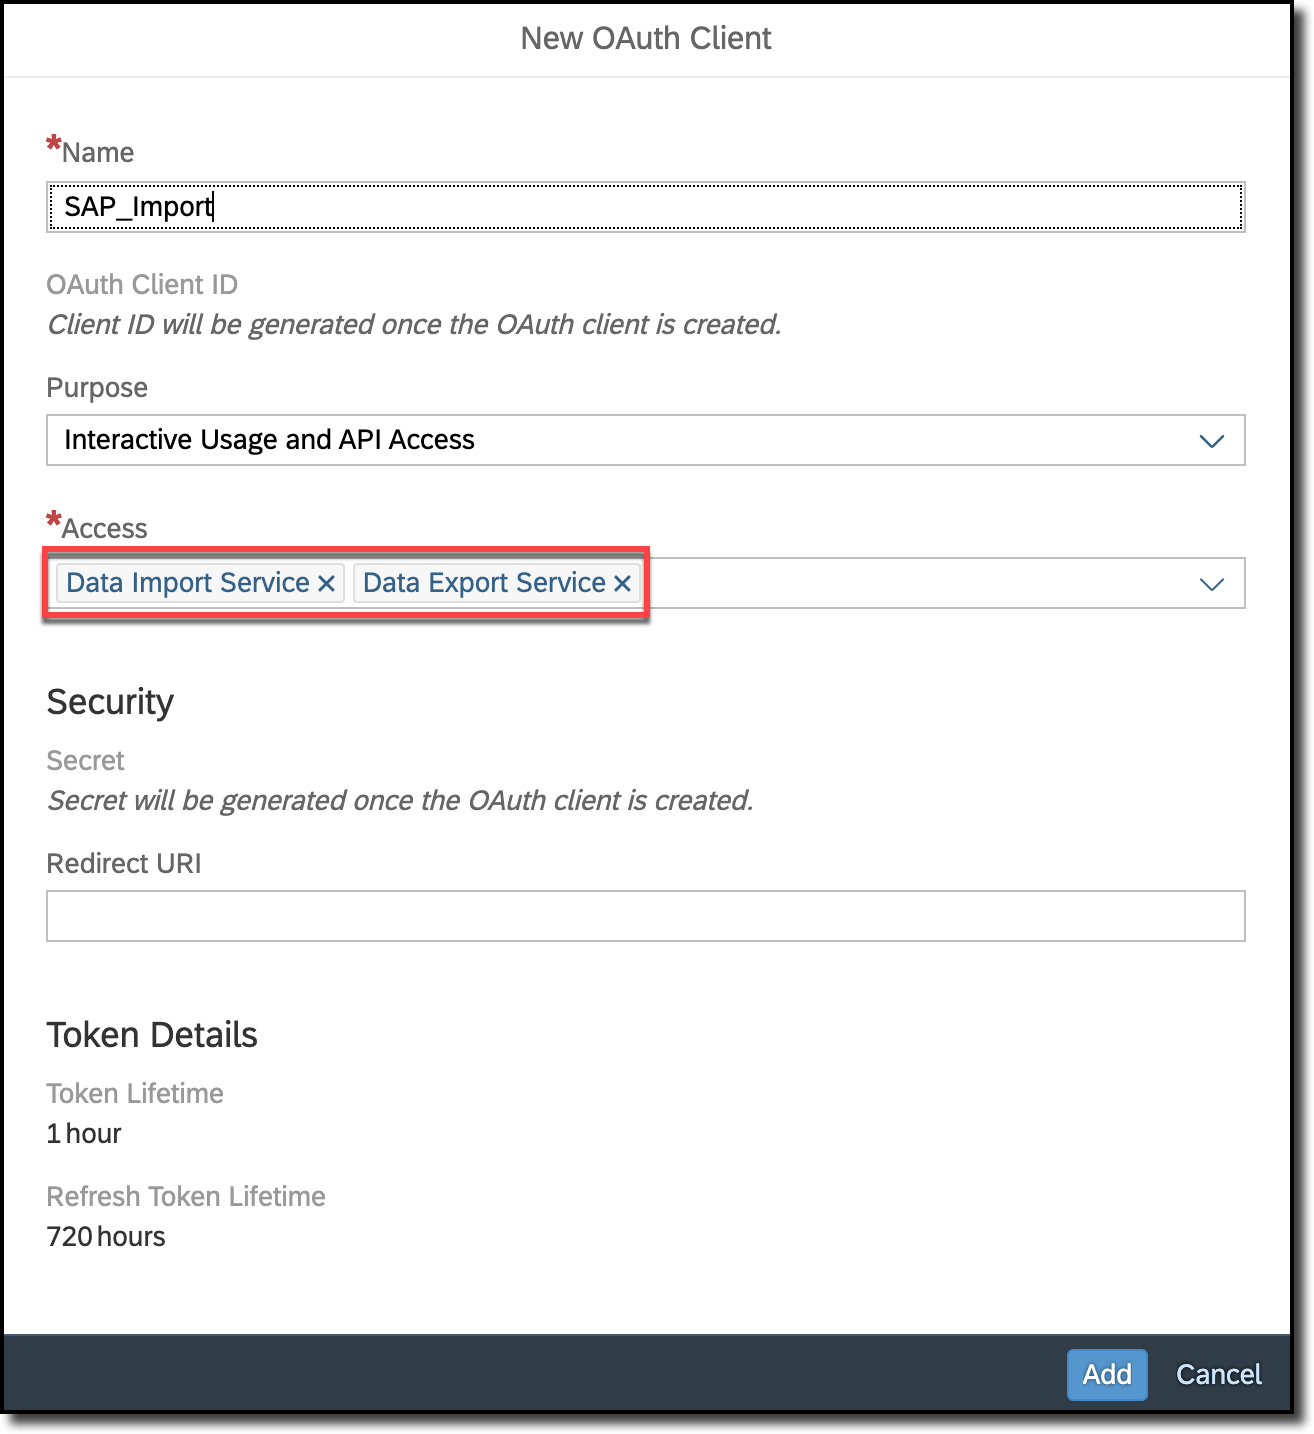 New OAuth Client
*Name
SAP_Import
OAuth Client ID
Client ID will be generated once the OAuth client is created.
Purpose
Interactive Usage and API Access
*Access
Data Import Service × Data Export Service ×
Security
Secret
Secret will be generated once the OAuth client is created.
Redirect URI
Token Details
Token Lifetime
1 hour
Refresh Token Lifetime
720 hours
Add Cancel